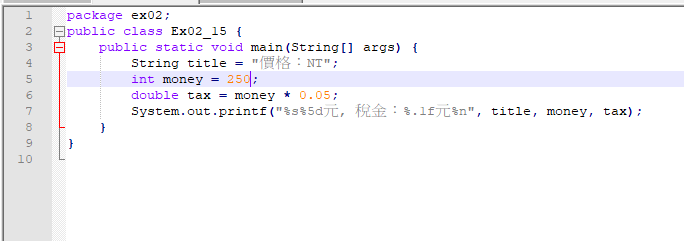 1 package ex02;
2 public class Ex02_15 {
3 public static void main(String[] args) {
4 String title = "價格：NT";
5 int money = 250;
6 double tax = money * 0.05;
7 System.out.printf("%s%5d元, 稅金：%.1f元%n", title, money, tax);
8 }
9 }
10